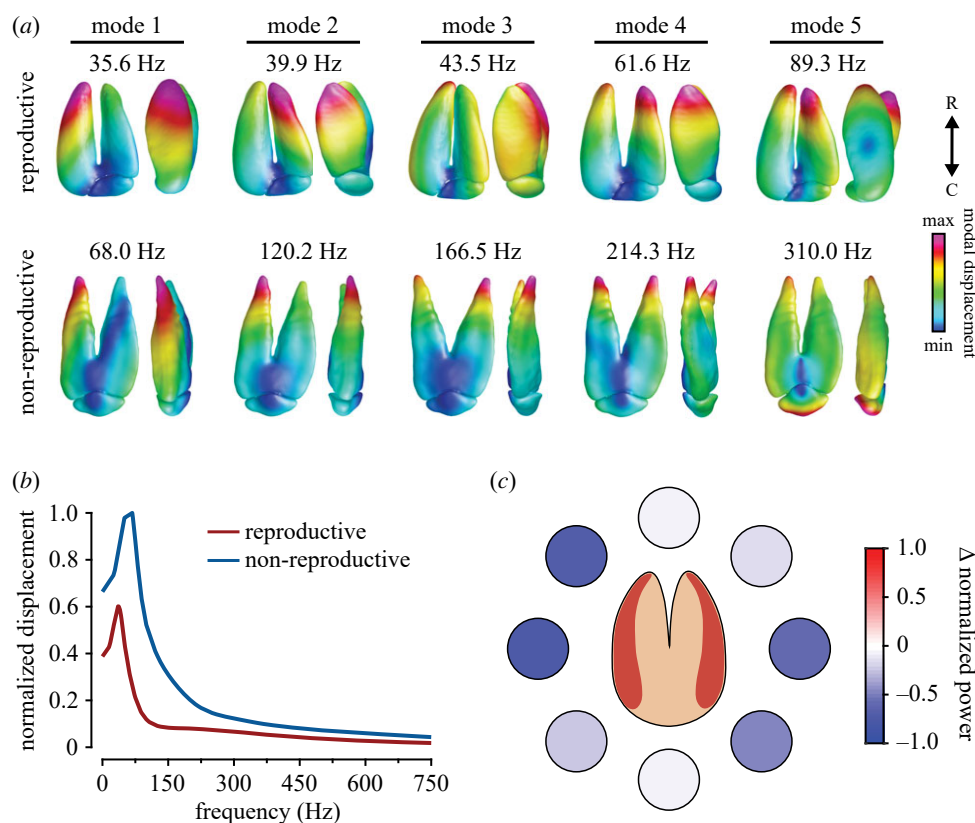 (a)
mode 1 mode 2 mode 3 mode 4 mode 5
reproductive
35.6 Hz 39.9 Hz 43.5 Hz 61.6 Hz 89.3 Hz
R
C
non-reproductive
68.0 Hz 120.2 Hz 166.5 Hz 214.3 Hz 310.0 Hz
max
modal displacement
min
(b)
normalized displacement
1.0
0.8
0.6
0.4
0.2
0
reproductive
non-reproductive
0 150 300 450 600 750
frequency (Hz)
(c)
1.0
0.5
0
–0.5
–1.0
Δ normalized power